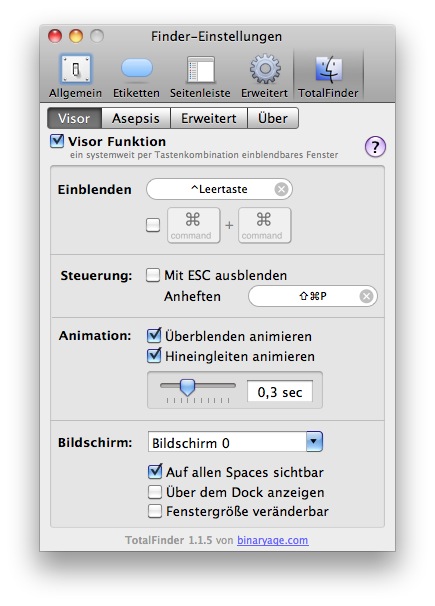 Finder-Einstellungen
Allgemein Etiketten Seitenleiste Erweitert TotalFinder
Visor Asepsis Erweitert Über
Visor Funktion
ein systemweit per Tastenkombination einblendbares Fenster
?
Einblenden ^Leertaste
⌘ + ⌘
command command
Steuerung: Mit ESC ausblenden
Anheften ⇧⌘P
Animation: Überblenden animieren
Hineingleiten animieren
0,3 sec
Bildschirm: Bildschirm 0
Auf allen Spaces sichtbar
Über dem Dock anzeigen
Fenstergröße veränderbar
TotalFinder 1.1.5 von binaryage.com